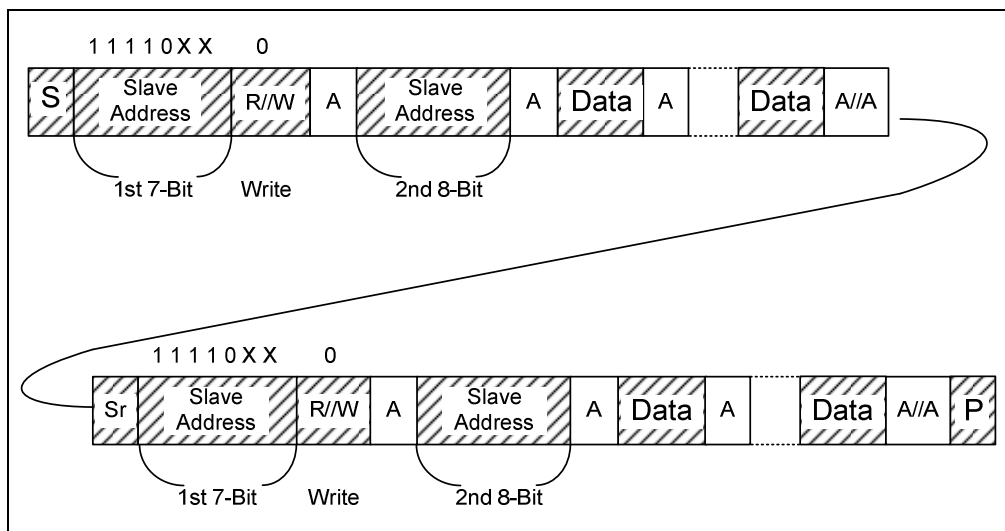 1 1 1 1 0 X X 0
S Slave Address R//W A Slave Address A Data A Data A//A
1st 7-Bit Write 2nd 8-Bit
1 1 1 1 0 X X 0
Sr Slave Address R//W A Slave Address A Data A Data A//A P
1st 7-Bit Write 2nd 8-Bit